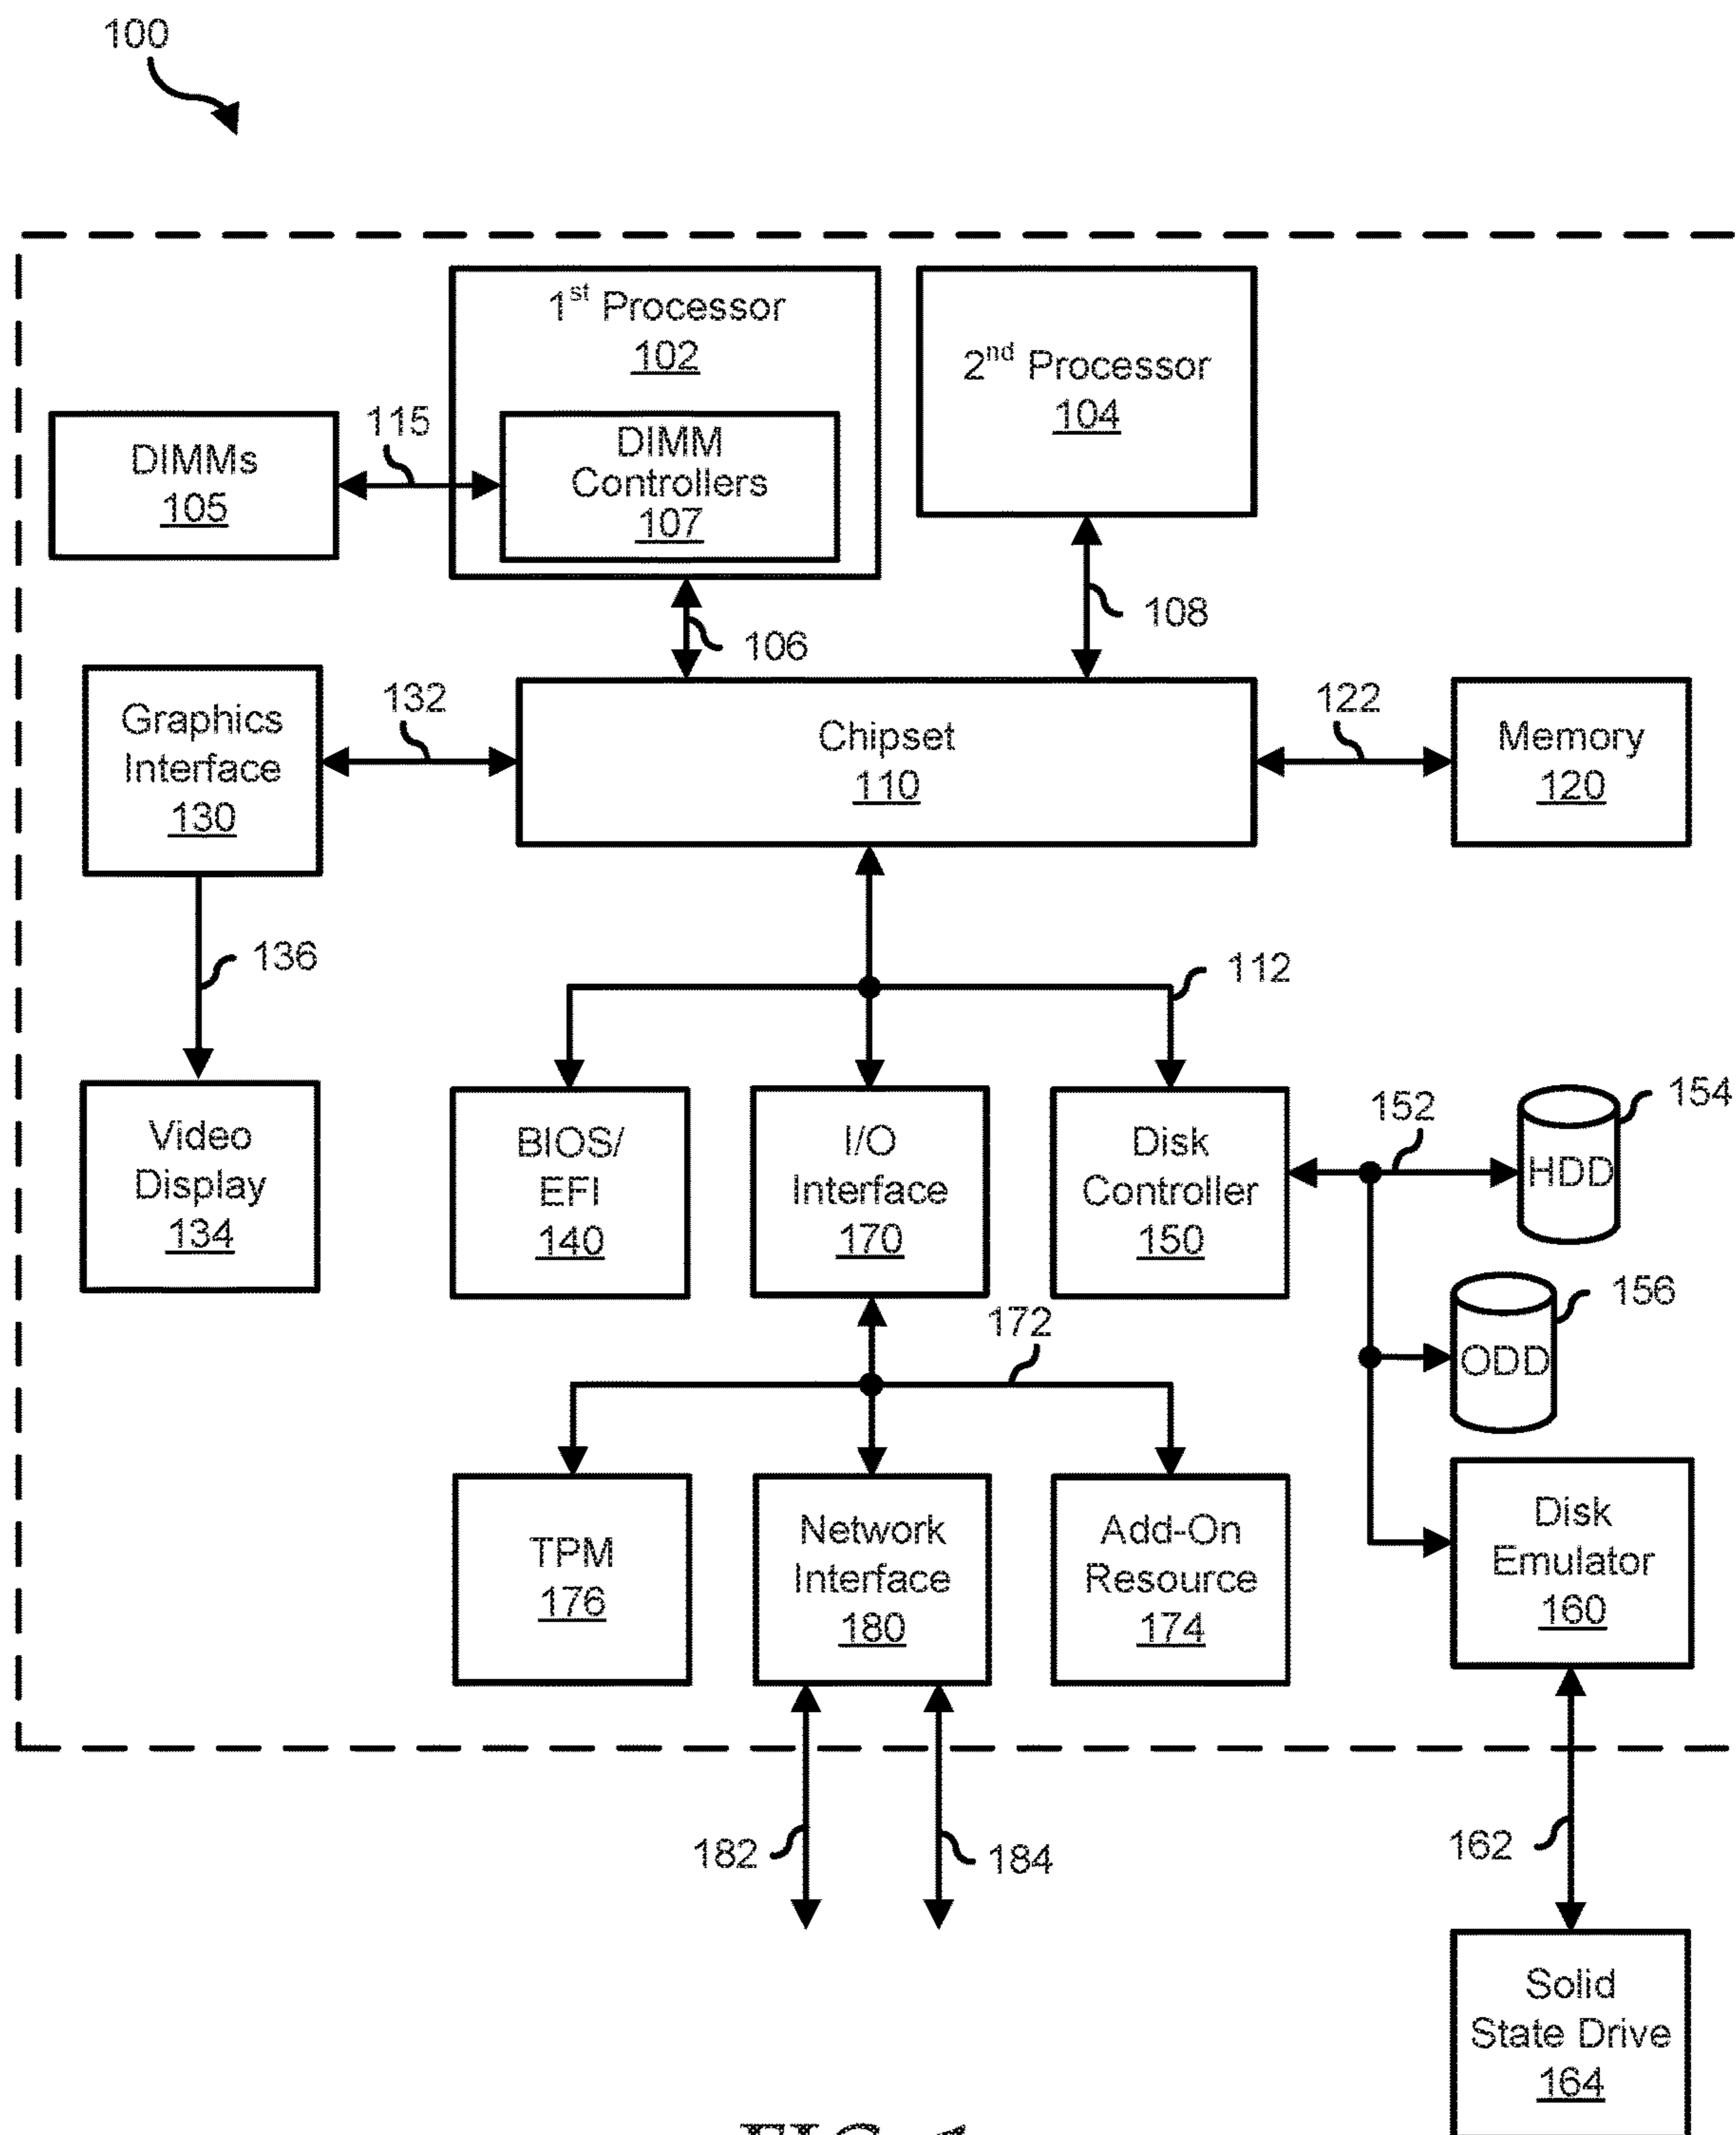 100
1st Processor
102
2nd Processor
104
DIMMs
105
115
DIMM
Controllers
107
106
108
Graphics
Interface
130
132
Chipset
110
122
Memory
120
136
112
Video
Display
134
BIOS/
EFI
140
I/O
Interface
170
Disk
Controller
150
152
HDD
154
ODD
156
172
TPM
176
Network
Interface
180
Add-On
Resource
174
Disk
Emulator
160
182
184
162
Solid
State Drive
164